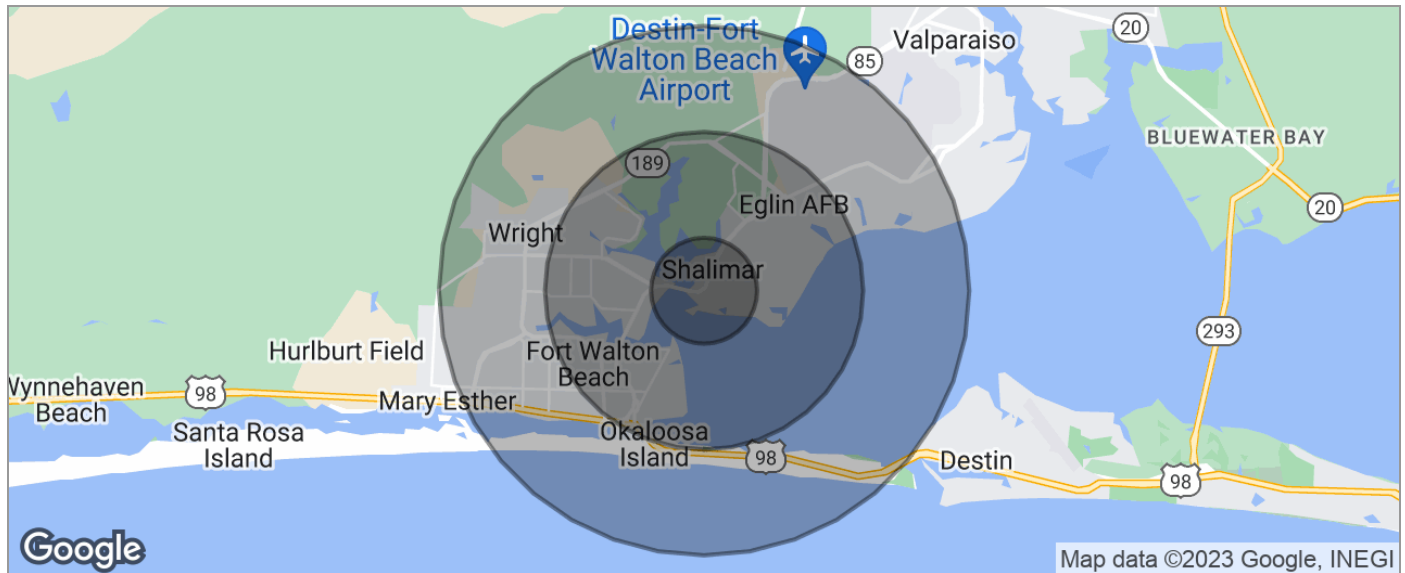 Destin-Fort
Walton Beach
Airport
Valparaiso
20
85
BLUEWATER BAY
189
Eglin AFB
20
Wright
Shalimar
293
Hurlburt Field
Fort Walton
Beach
Wynnehaven
Beach
98
Mary Esther
Santa Rosa
Island
Okaloosa
Island
98
Destin
98
Google
Map data ©2023 Google, INEGI